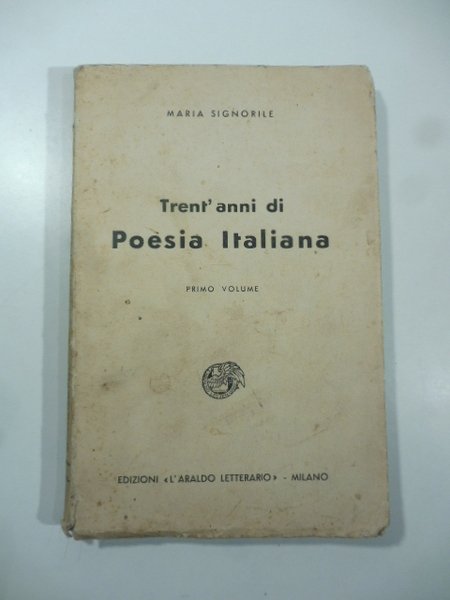 MARIA SIGNORILE
Trent' anni di
Poesia Italiana
PRIMO VOLUME
EDIZIONI «L'ARALDO LETTERARIO» - MILANO